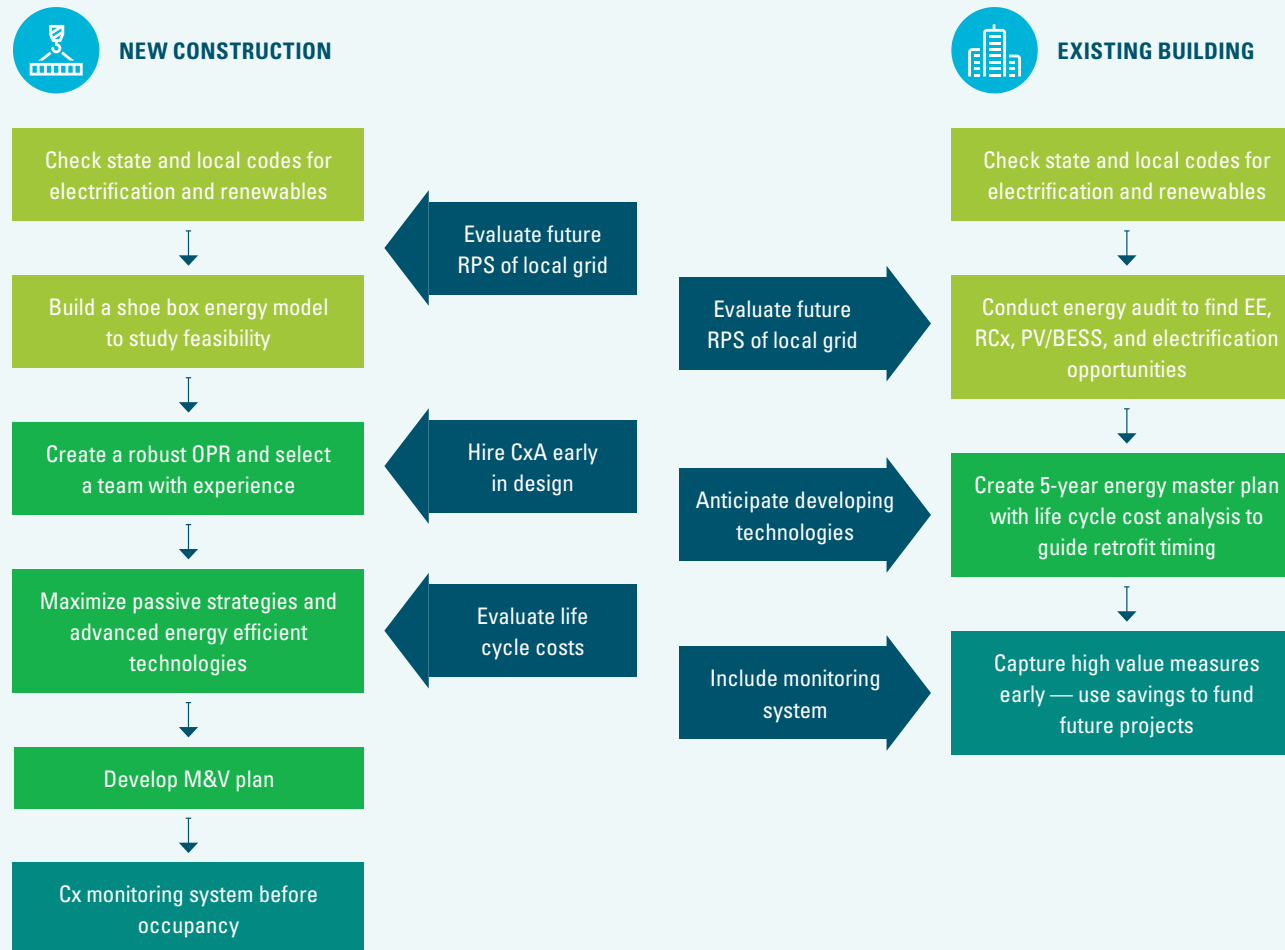 NEW CONSTRUCTION
Check state and local codes for
electrification and renewables
Build a shoe box energy model
to study feasibility
Create a robust OPR and select
a team with experience
Maximize passive strategies and
advanced energy efficient
technologies
Develop M&V plan
Cx monitoring system before
occupancy
Evaluate future
RPS of local grid
Hire CxA early
in design
Evaluate life
cycle costs
Evaluate future
RPS of local grid
Anticipate developing
technologies
Include monitoring
system
EXISTING BUILDING
Check state and local codes for
electrification and renewables
Conduct energy audit to find EE,
RCx, PV/BESS, and electrification
opportunities
Create 5-year energy master plan
with life cycle cost analysis to
guide retrofit timing
Capture high value measures
early — use savings to fund
future projects